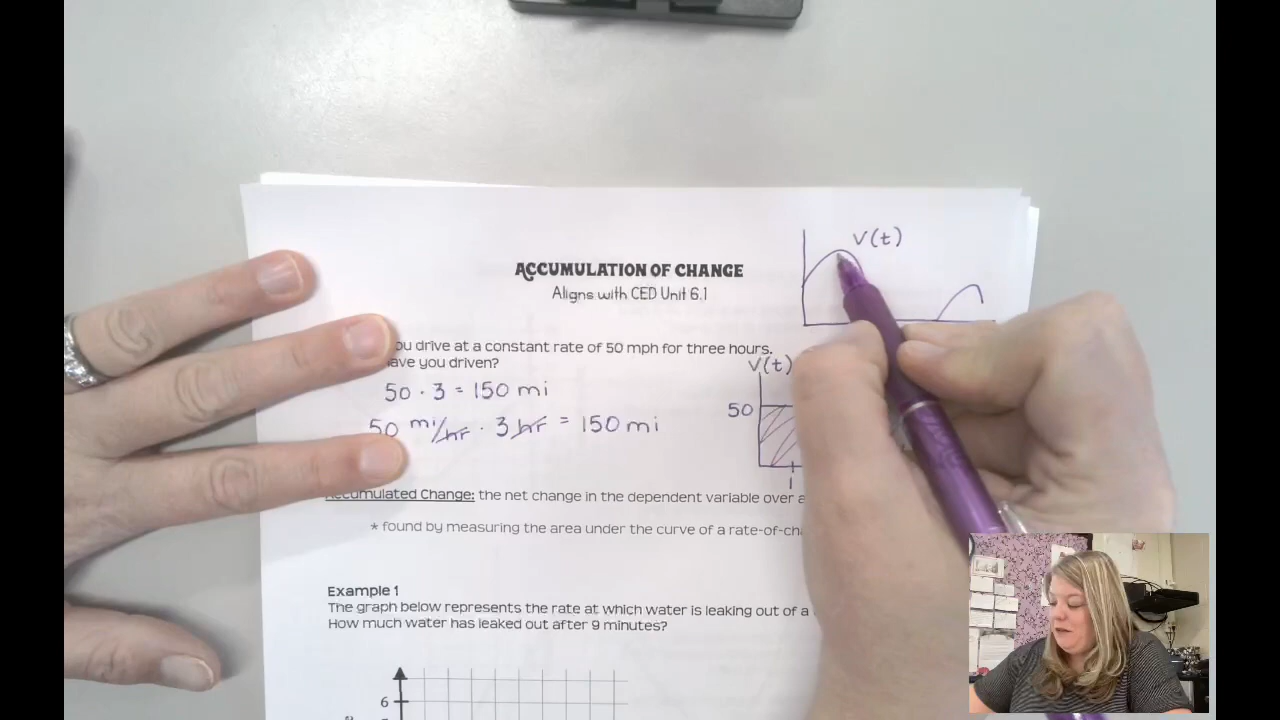 V(t)
ACCUMULATION OF CHANGE
Aligns with CED Unit 6.1
ou drive at a constant rate of 50 mph for three hours.
ave you driven?
50 · 3 = 150 mi
50 mi/hr · 3 hr = 150 mi
V(t)
50
1
Accumulated Change: the net change in the dependent variable over a
* found by measuring the area under the curve of a rate-of-cha
Example 1
The graph below represents the rate at which water is leaking out of a
How much water has leaked out after 9 minutes?
6